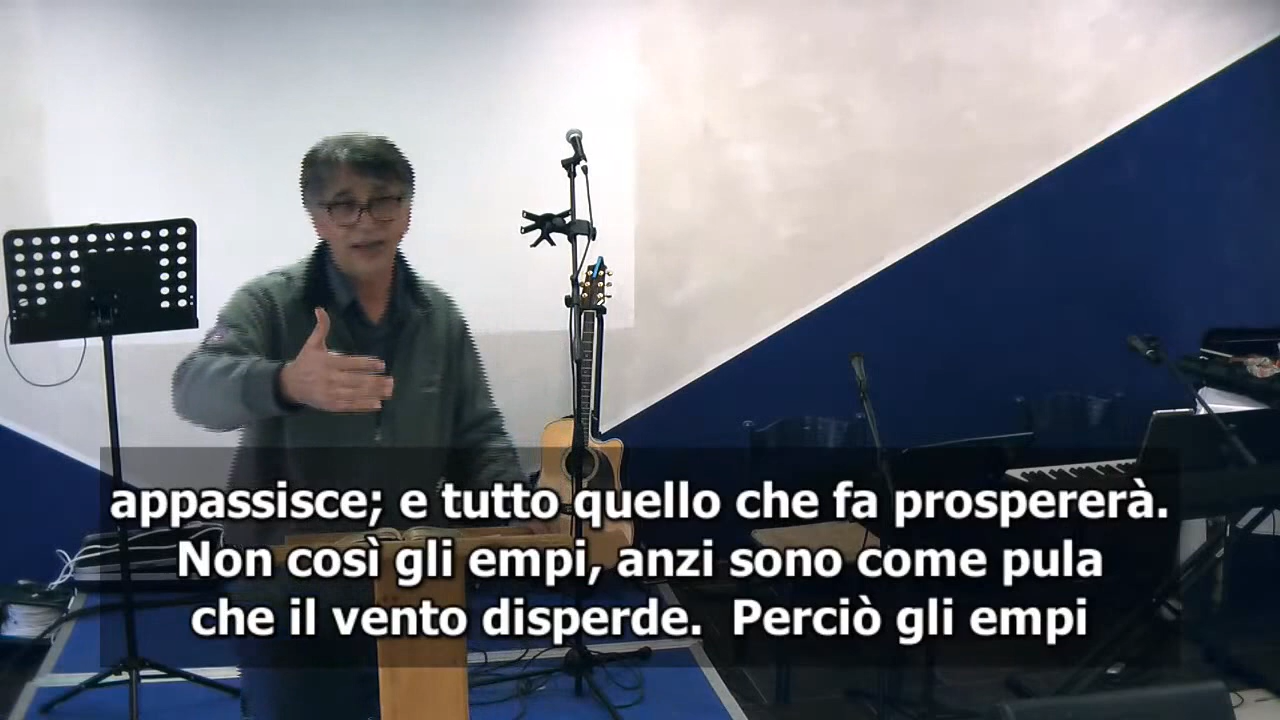 appassisce; e tutto quello che fa prospererà.
Non così gli empi, anzi sono come pula
che il vento disperde. Perciò gli empi